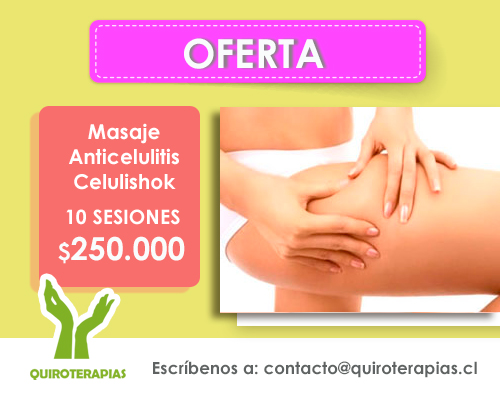 OFERTA
Masaje
Anticelulitis
Celulishok
10 SESIONES
$250.000
QUIROTERAPIAS
Escríbenos a: contacto@quiroterapias.cl